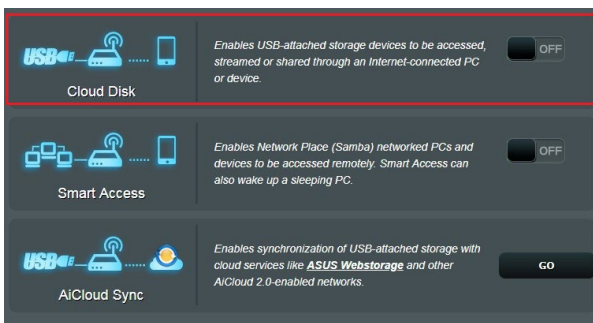 USB
Cloud Disk
Enables USB-attached storage devices to be accessed,
streamed or shared through an Internet-connected PC
or device.
OFF
Smart Access
Enables Network Place (Samba) networked PCs and
devices to be accessed remotely. Smart Access can
also wake up a sleeping PC.
OFF
USB
AiCloud Sync
Enables synchronization of USB-attached storage with
cloud services like ASUS Webstorage and other
AiCloud 2.0-enabled networks.
GO